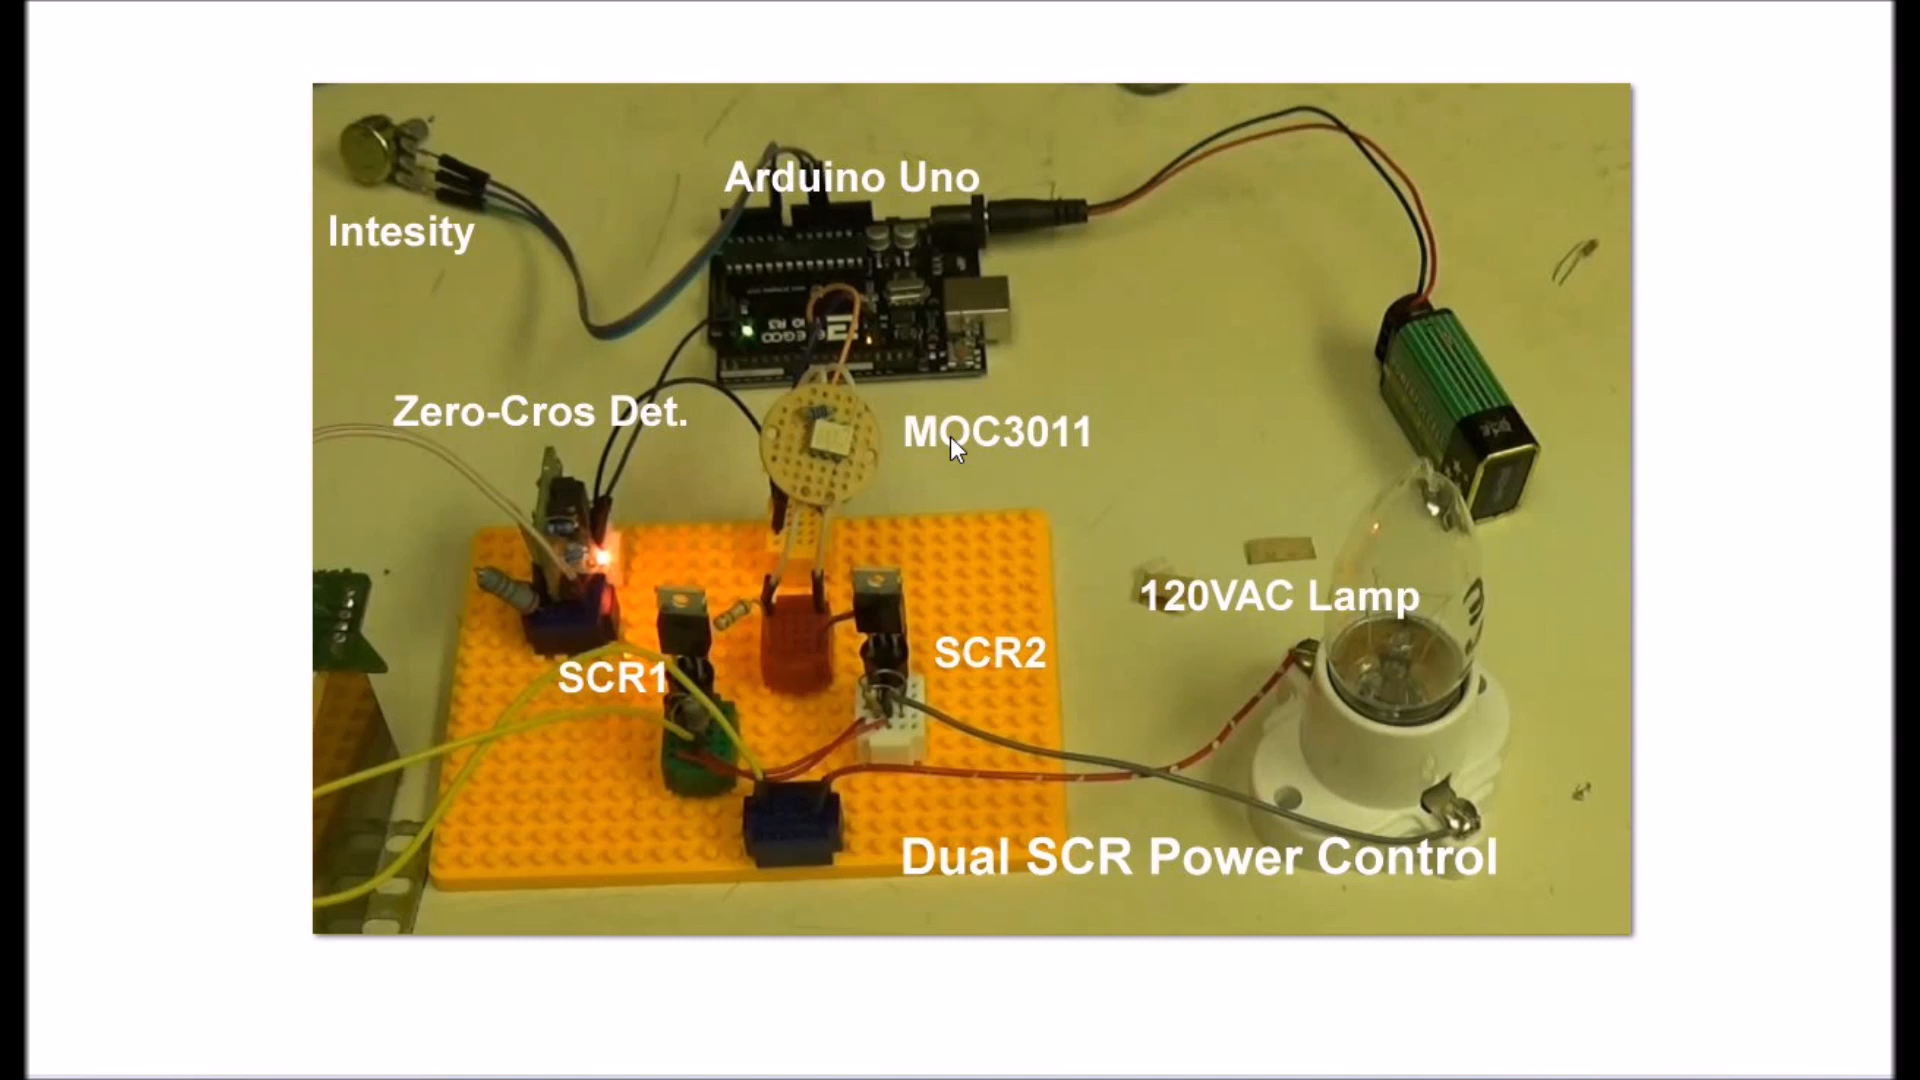 Arduino Uno
Intesity
Zero-Cros Det.
MOC3011
120VAC Lamp
SCR2
SCR1
Dual SCR Power Control